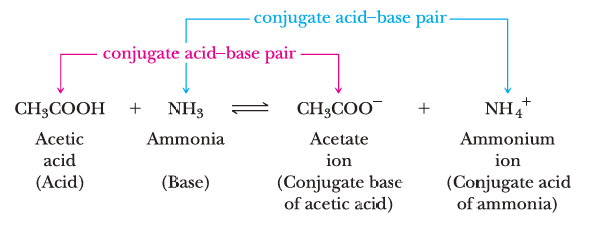 conjugate acid–base pair
conjugate acid–base pair
CH₃COOH + NH₃ ⇌ CH₃COO⁻ + NH₄⁺
Acetic Ammonia Acetate Ammonium
acid ion ion
(Acid) (Base) (Conjugate base (Conjugate acid
of acetic acid) of ammonia)